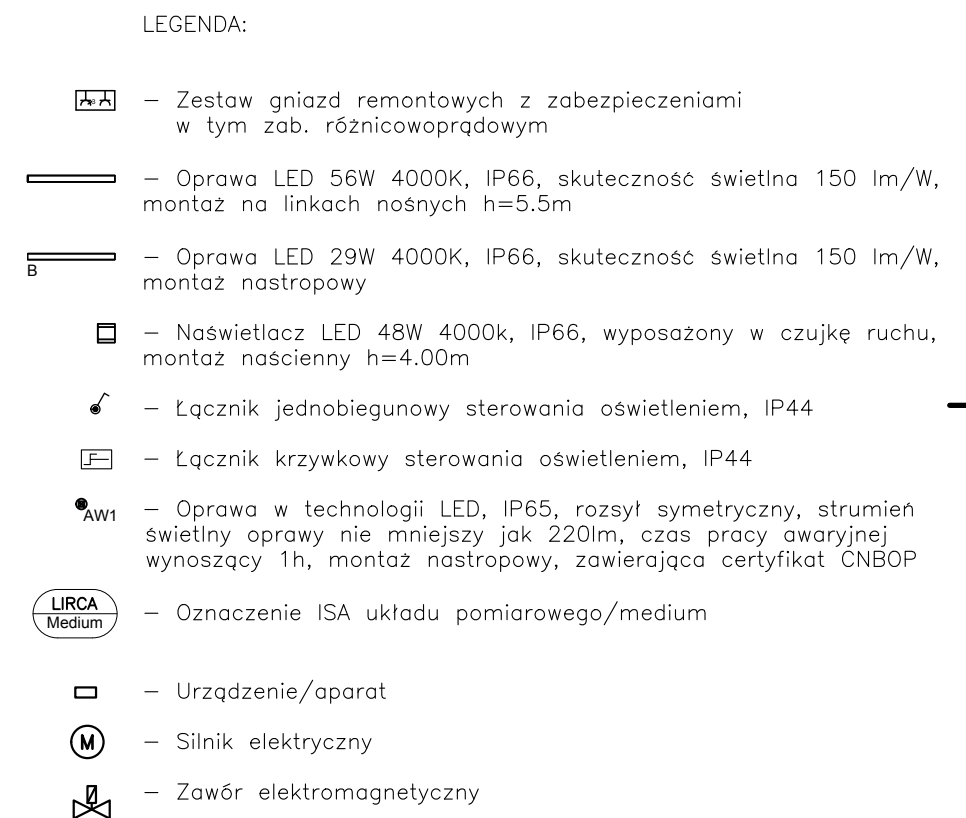 LEGENDA:
– Zestaw gniazd remontowych z zabezpieczeniami
w tym zab. różnicowoprądowym
– Oprawa LED 56W 4000K, IP66, skuteczność świetlna 150 lm/W,
montaż na linkach nośnych h=5.5m
B – Oprawa LED 29W 4000K, IP66, skuteczność świetlna 150 lm/W,
montaż nastropowy
– Naświetlacz LED 48W 4000k, IP66, wyposażony w czujkę ruchu,
montaż naścienny h=4.00m
– Łącznik jednobiegunowy sterowania oświetleniem, IP44
– Łącznik krzywkowy sterowania oświetleniem, IP44
AW1 – Oprawa w technologii LED, IP65, rozsył symetryczny, strumień
świetlny oprawy nie mniejszy jak 220lm, czas pracy awaryjnej
wynoszący 1h, montaż nastropowy, zawierająca certyfikat CNBOP
LIRCA
Medium
– Oznaczenie ISA układu pomiarowego/medium
– Urządzenie/aparat
M – Silnik elektryczny
– Zawór elektromagnetyczny